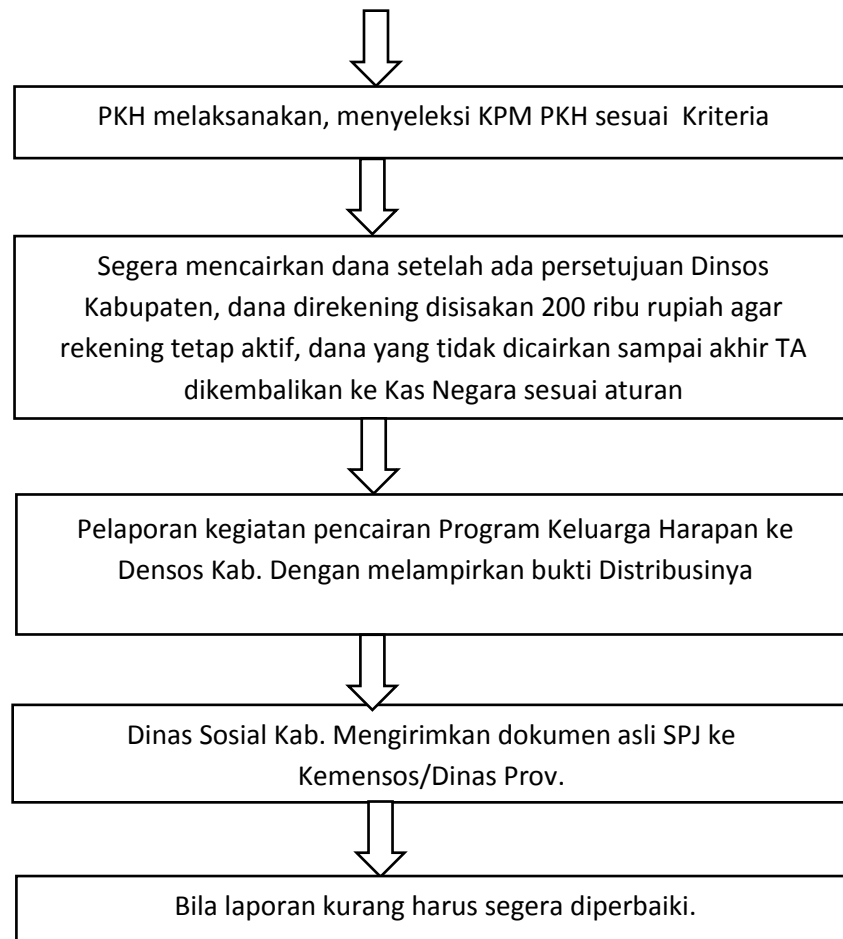 PKH melaksanakan, menyeleksi KPM PKH sesuai  Kriteria
Segera mencairkan dana setelah ada persetujuan Dinsos
Kabupaten, dana direkening disisakan 200 ribu rupiah agar
rekening tetap aktif, dana yang tidak dicairkan sampai akhir TA
dikembalikan ke Kas Negara sesuai aturan
Pelaporan kegiatan pencairan Program Keluarga Harapan ke
Densos Kab. Dengan melampirkan bukti Distribusinya
Dinas Sosial Kab. Mengirimkan dokumen asli SPJ ke
Kemensos/Dinas Prov.
Bila laporan kurang harus segera diperbaiki.